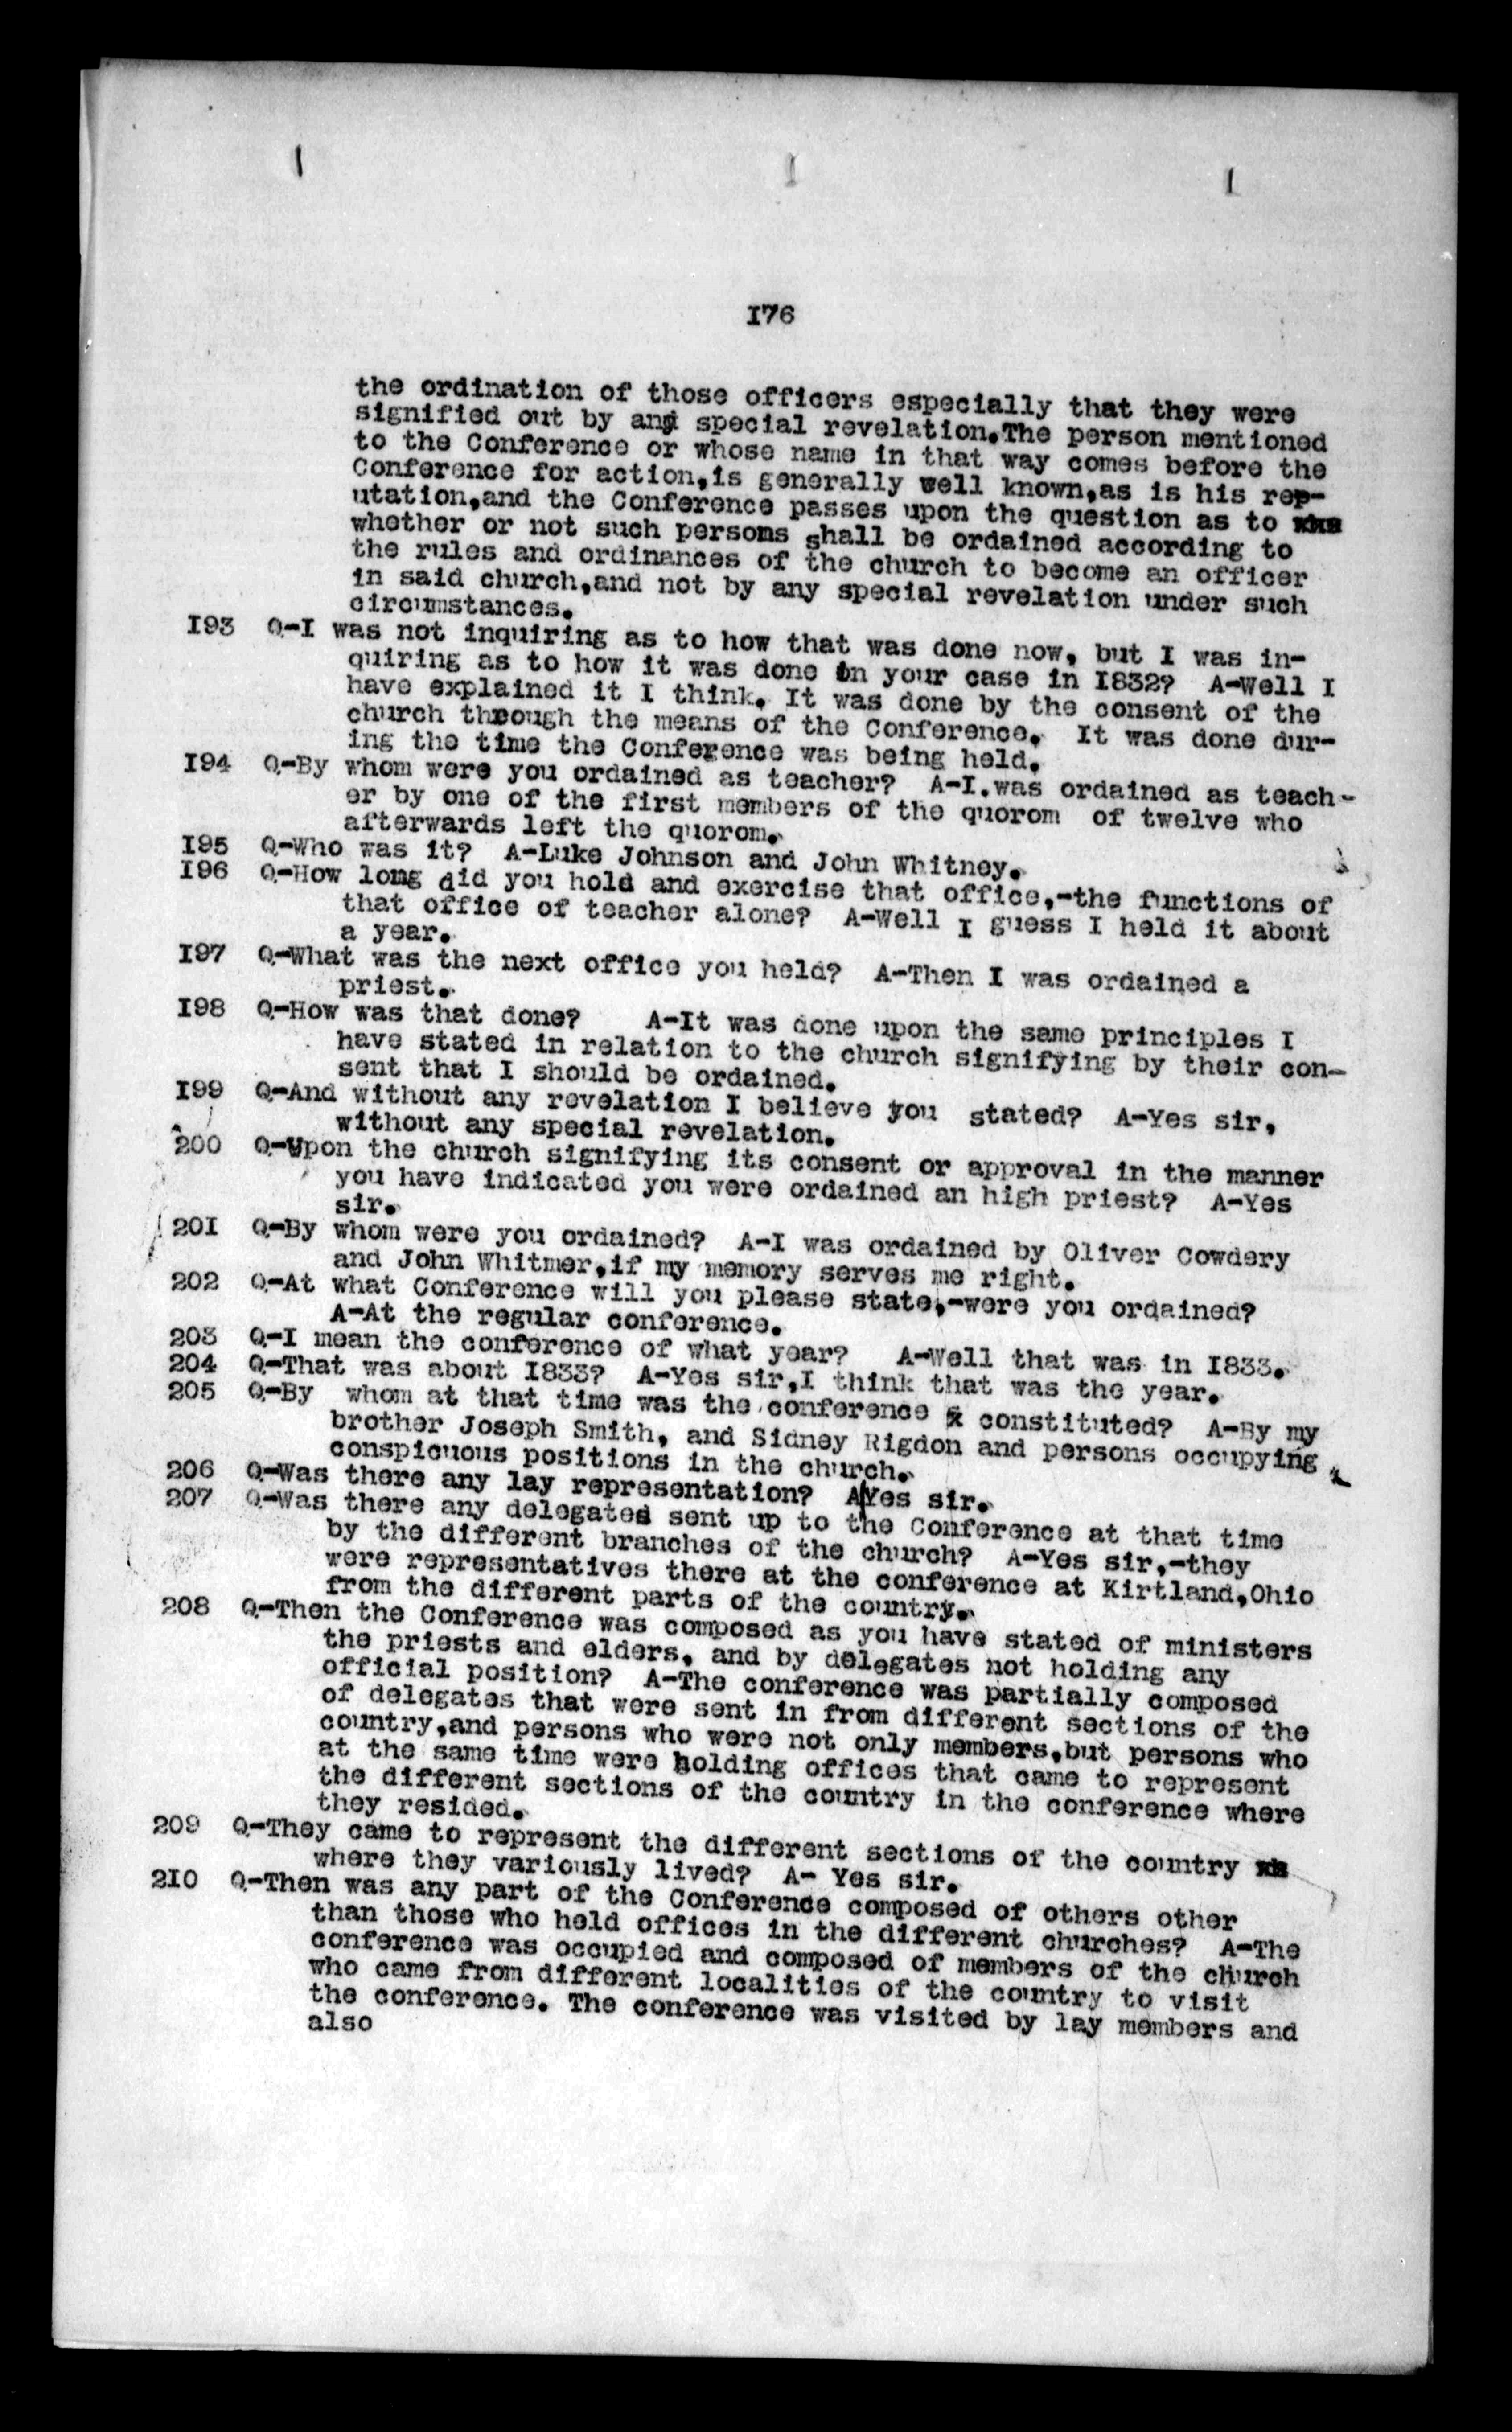 176
the ordination of those officers especially that they were
signified out by any special revelation.The person mentioned
to the Conference or whose name in that way comes before the
Conference for action,is generally well known,as is his rep-
utation,and the Conference passes upon the question as to
whether or not such persons shall be ordained according to
the rules and ordinances of the church to become an officer
in said church,and not by any special revelation under such
circumstances.
193 Q-I was not inquiring as to how that was done now, but I was in-
quiring as to how it was done in your case in 1832? A-Well I
have explained it I think. It was done by the consent of the
church through the means of the Conference. It was done dur-
ing the time the Conference was being held.
194 Q-By whom were you ordained as teacher? A-I.was ordained as teach-
er by one of the first members of the quorom of twelve who
afterwards left the quorom.
195 Q-Who was it? A-Luke Johnson and John Whitney.
196 Q-How long did you hold and exercise that office,-the functions of
that office of teacher alone? A-Well I guess I held it about
a year.
197 Q-What was the next office you held? A-Then I was ordained a
priest.
198 Q-How was that done? A-It was done upon the same principles I
have stated in relation to the church signifying by their con-
sent that I should be ordained.
199 Q-And without any revelation I believe you stated? A-Yes sir,
without any special revelation.
200 Q-Upon the church signifying its consent or approval in the manner
you have indicated you were ordained an high priest? A-Yes
sir.
201 Q-By whom were you ordained? A-I was ordained by Oliver Cowdery
and John Whitmer,if my memory serves me right.
202 Q-At what Conference will you please state,-were you ordained?
A-At the regular conference.
203 Q-I mean the conference of what year? A-Well that was in 1833.
204 Q-That was about 1833? A-Yes sir,I think that was the year.
205 Q-By whom at that time was the conference x constituted? A-By my
brother Joseph Smith, and Sidney Rigdon and persons occupying
conspicuous positions in the church.
206 Q-Was there any lay representation? A Yes sir.
207 Q-Was there any delegates sent up to the Conference at that time
by the different branches of the church? A-Yes sir,-they
were representatives there at the conference at Kirtland,Ohio
from the different parts of the country.
208 Q-Then the Conference was composed as you have stated of ministers
the priests and elders, and by delegates not holding any
official position? A-The conference was partially composed
of delegates that were sent in from different sections of the
country,and persons who were not only members,but persons who
at the same time were holding offices that came to represent
the different sections of the country in the conference where
they resided.
209 Q-They came to represent the different sections of the country
where they variously lived? A- Yes sir.
210 Q-Then was any part of the Conference composed of others other
than those who held offices in the different churches? A-The
conference was occupied and composed of members of the church
who came from different localities of the country to visit
the conference. The conference was visited by lay members and
also